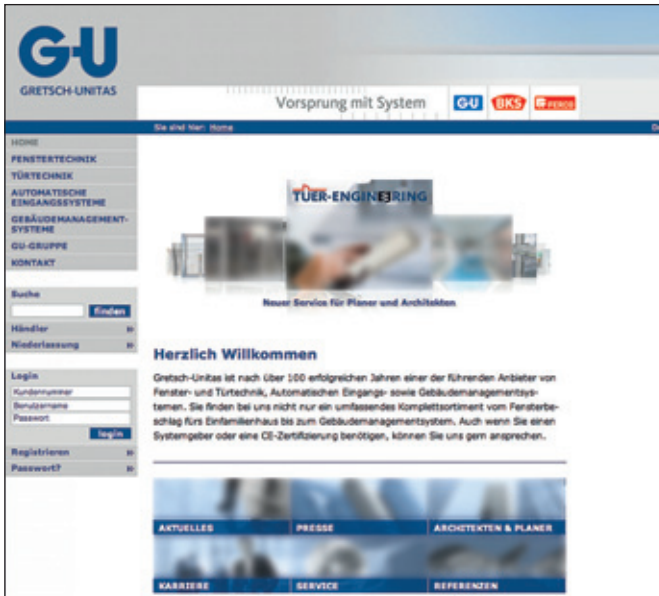 G-U
GRETSCH-UNITAS
Vorsprung mit System
G-U
BKS
FERCO
Sie sind hier: Home
HOME
FENSTERTECHNIK
TÜRTECHNIK
AUTOMATISCHE
EINGANGSSYSTEME
GEBÄUDEMANAGEMENT-
SYSTEME
GU-GRUPPE
KONTAKT
Suche
finden
Händler
Niederlassung
Login
Kundennummer
Benutzername
Passwort
login
Registrieren
Passwort?
TUER-ENGINEERING
Neuer Service für Planer und Architekten
Herzlich Willkommen
Gretsch-Unitas ist nach über 100 erfolgreichen Jahren einer der führenden Anbieter von
Fenster- und Türtechnik, Automatischen Eingangs- sowie Gebäudemanagementsys-
temen. Sie finden bei uns nicht nur ein umfassendes Komplettsortiment vom Fensterbe-
schlag fürs Einfamilienhaus bis zum Gebäudemanagementsystem. Auch wenn Sie einen
Systemgeber oder eine CE-Zertifizierung benötigen, können Sie uns gern ansprechen.
AKTUELLES
PRESSE
ARCHITEKTEN & PLANER
KARRIERE
SERVICE
REFERENZEN